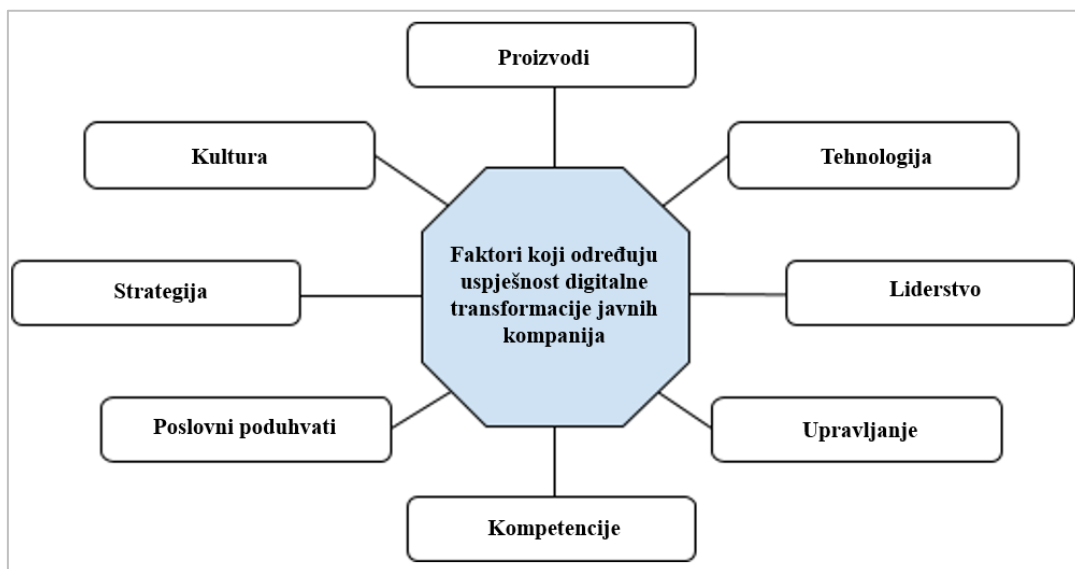 Proizvodi
Kultura
Tehnologija
Faktori koji određuju
uspješnost digitalne
transformacije javnih
kompanija
Strategija
Liderstvo
Poslovni poduhvati
Upravljanje
Kompetencije